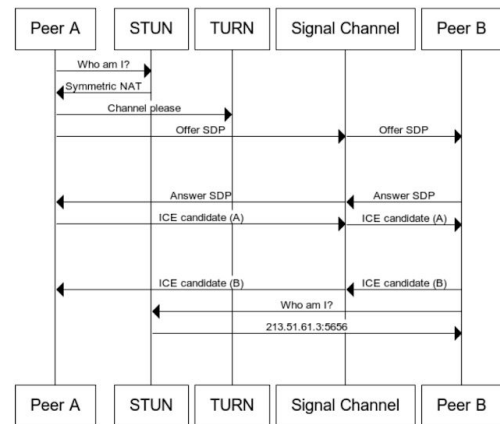 Peer A STUN TURN Signal Channel Peer B
Who am I?
Symmetric NAT
Channel please
Offer SDP Offer SDP
Answer SDP Answer SDP
ICE candidate (A) ICE candidate (A)
ICE candidate (B) ICE candidate (B)
Who am I?
213.51.61.3:5656
Peer A STUN TURN Signal Channel Peer B